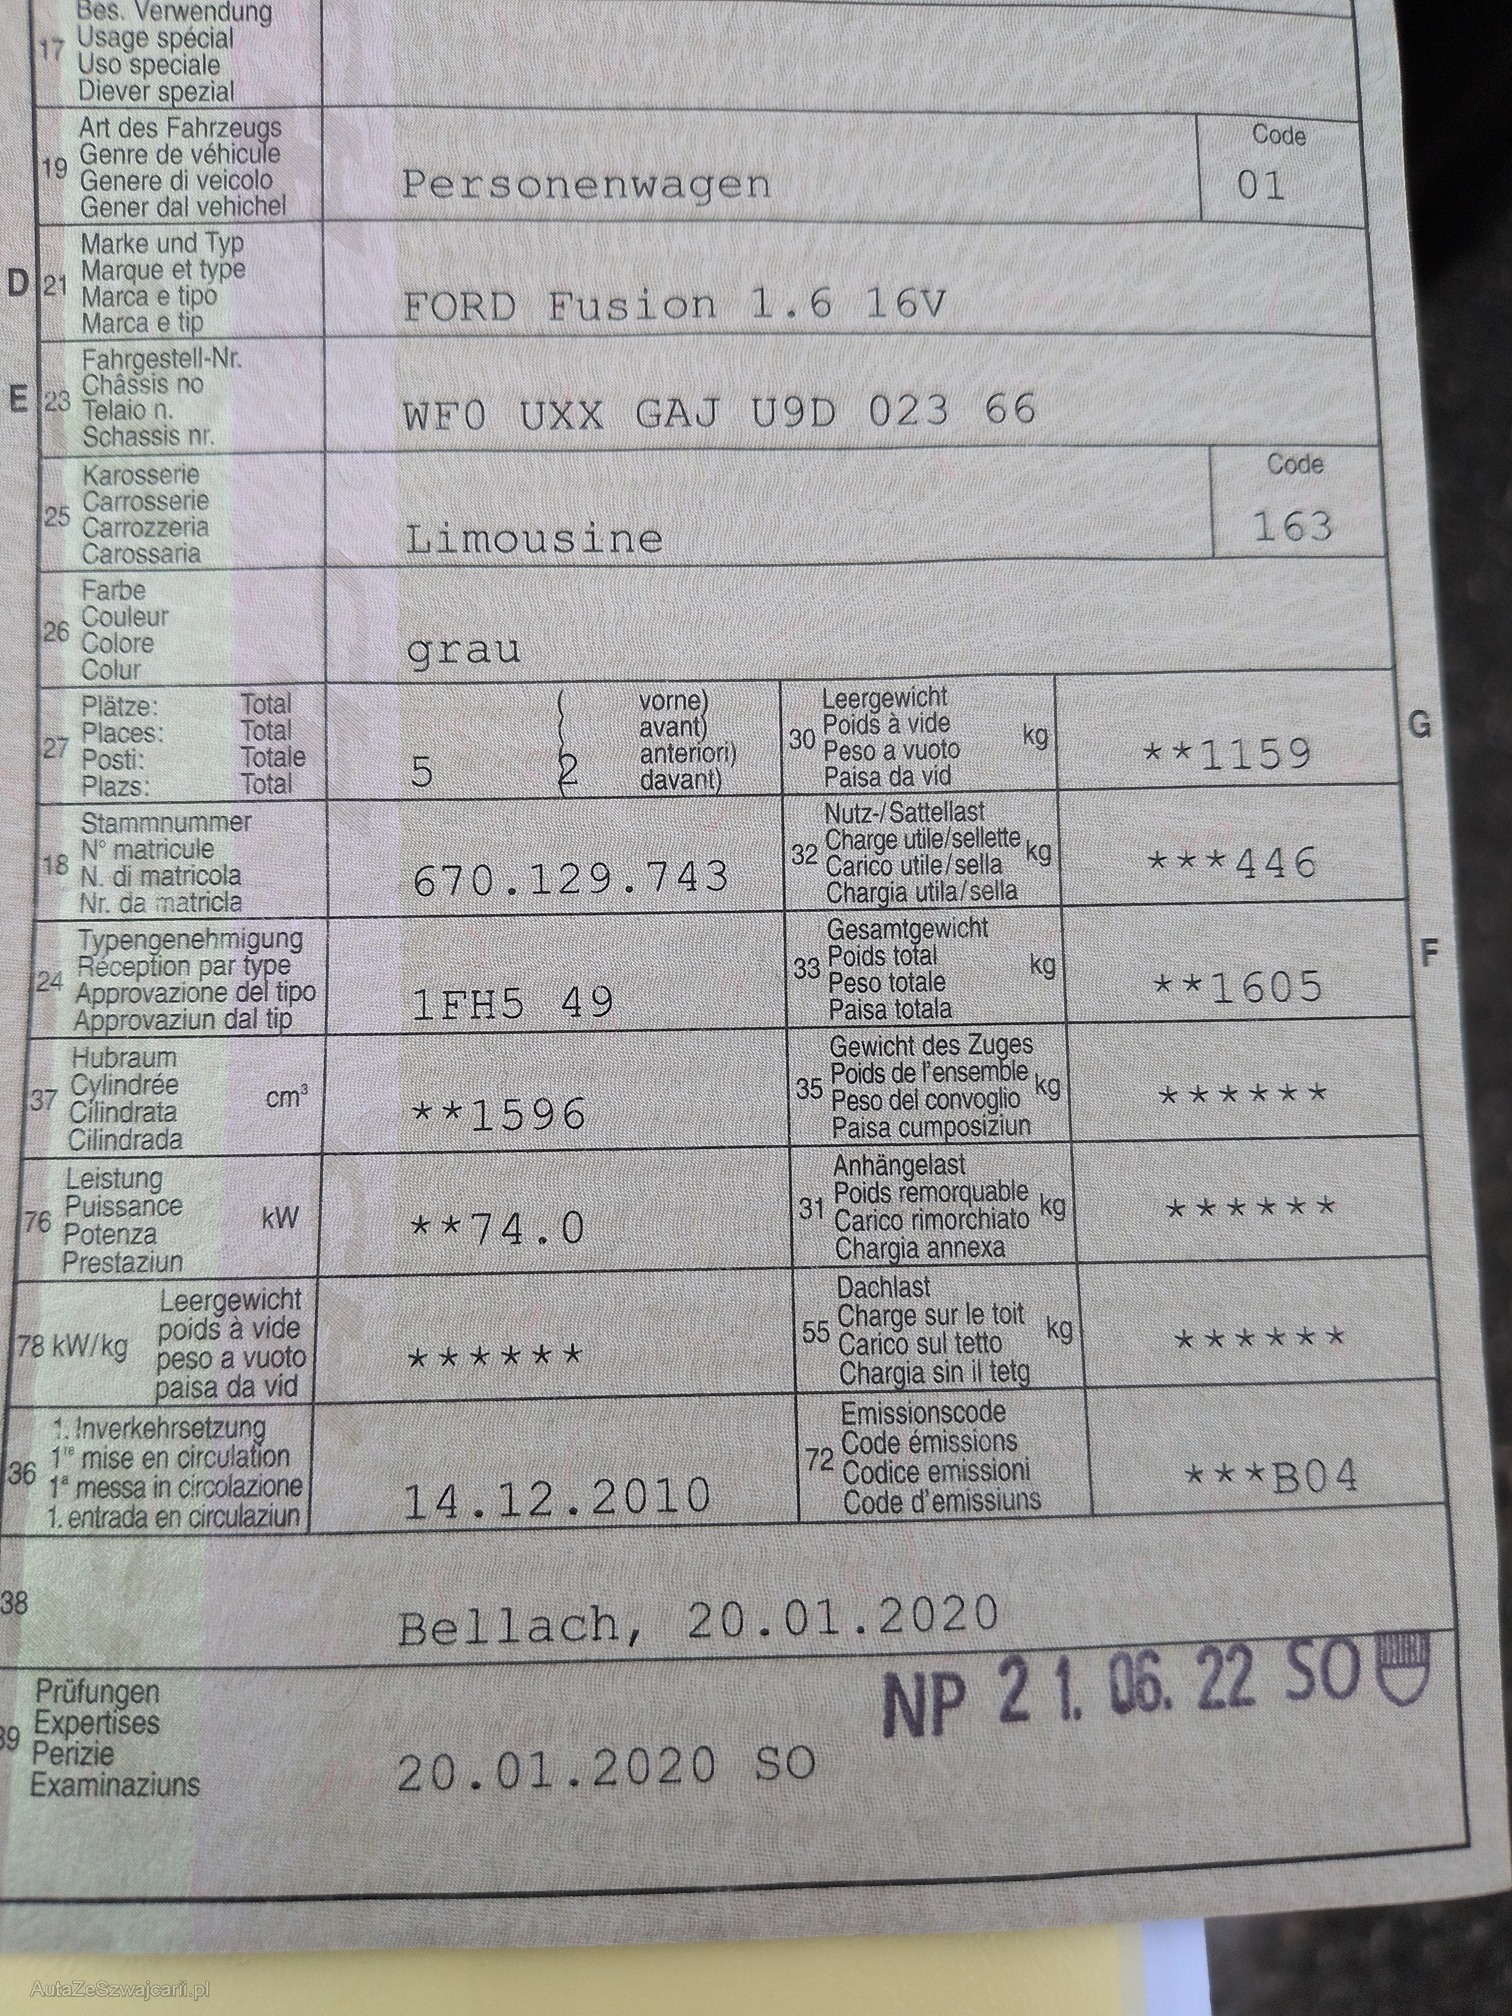 Bes. Verwendung
17 Usage spécial
Uso speciale
Diever spezial
Art des Fahrzeugs Code
19 Genre de véhicule
Genere di veicolo Personenwagen 01
Gener dal vehichel
Marke und Typ
D 21 Marque et type
Marca e tipo FORD Fusion 1.6 16V
Marca e tip
Fahrgestell-Nr.
E 23 Châssis no
Telaio n. WF0 UXX GAJ U9D 023 66
Schassis nr.
Karosserie Code
25 Carrosserie
Carrozzeria Limousine 163
Carossaria
Farbe
26 Couleur
Colore grau
Colur
Plätze: Total ( vorne) Leergewicht
27 Places: Total avant) 30 Poids à vide kg G
Posti: Totale 5 2 anteriori) Peso a vuoto **1159
Plazs: Total davant) Paisa da vid
Stammnummer Nutz-/Sattellast
18 N° matricule 32 Charge utile/sellette kg
N. di matricola 670.129.743 Carico utile/sella ***446
Nr. da matricla Chargia utila/sella
Typengenehmigung Gesamtgewicht
24 Réception par type 33 Poids total kg F
Approvazione del tipo 1FH5 49 Peso totale **1605
Approvaziun dal tip Paisa totala
Hubraum Gewicht des Zuges
37 Cylindrée cm³ 35 Poids de l'ensemble kg
Cilindrata **1596 Peso del convoglio ******
Cilindrada Paisa cumposiziun
Leistung Anhängelast
76 Puissance kW 31 Poids remorquable kg
Potenza **74.0 Carico rimorchiato ******
Prestaziun Chargia annexa
Leergewicht Dachlast
78 kW/kg poids à vide 55 Charge sur le toit kg
peso a vuoto ****** Carico sul tetto ******
paisa da vid Chargia sin il tetg
1. Inverkehrsetzung Emissionscode
36 1re mise en circulation 72 Code émissions
1a messa in circolazione 14.12.2010 Codice emissioni ***B04
1. entrada en circulaziun Code d'emissiuns
38 Bellach, 20.01.2020
NP 21.06.22 SO
Prüfungen
39 Expertises
Perizie 20.01.2020 SO
Examinaziuns
AutaZeSzwajcarii.pl